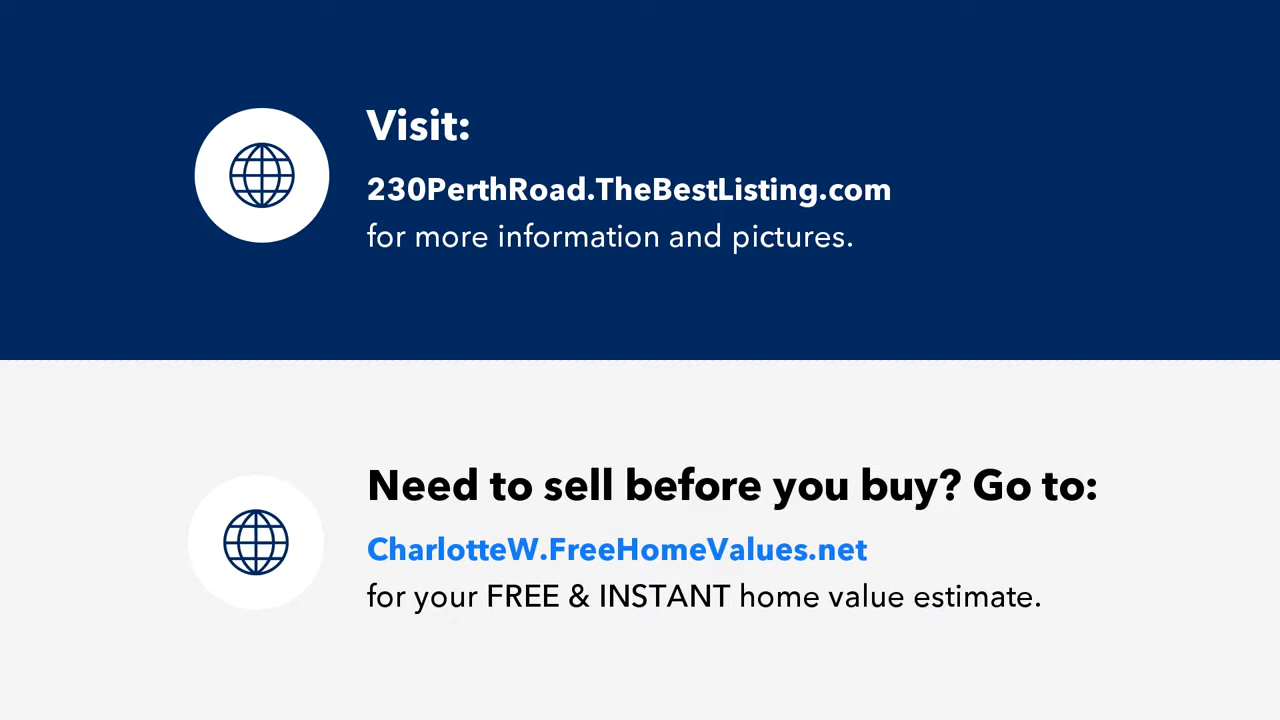 Visit:
230PerthRoad.TheBestListing.com
for more information and pictures.
Need to sell before you buy? Go to:
CharlotteW.FreeHomeValues.net
for your FREE & INSTANT home value estimate.